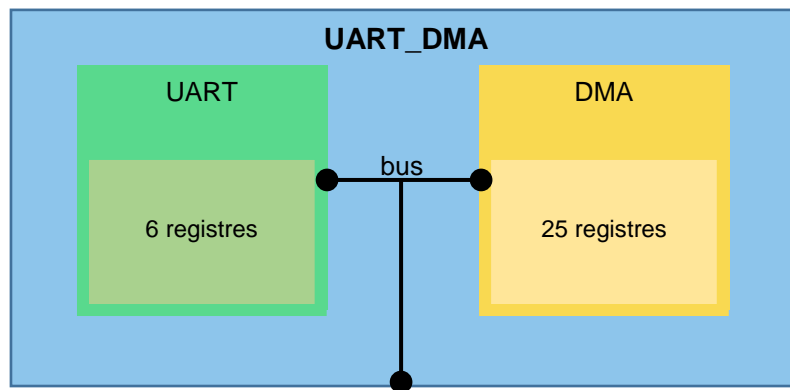 UART_DMA
UART
DMA
bus
6 registres
25 registres